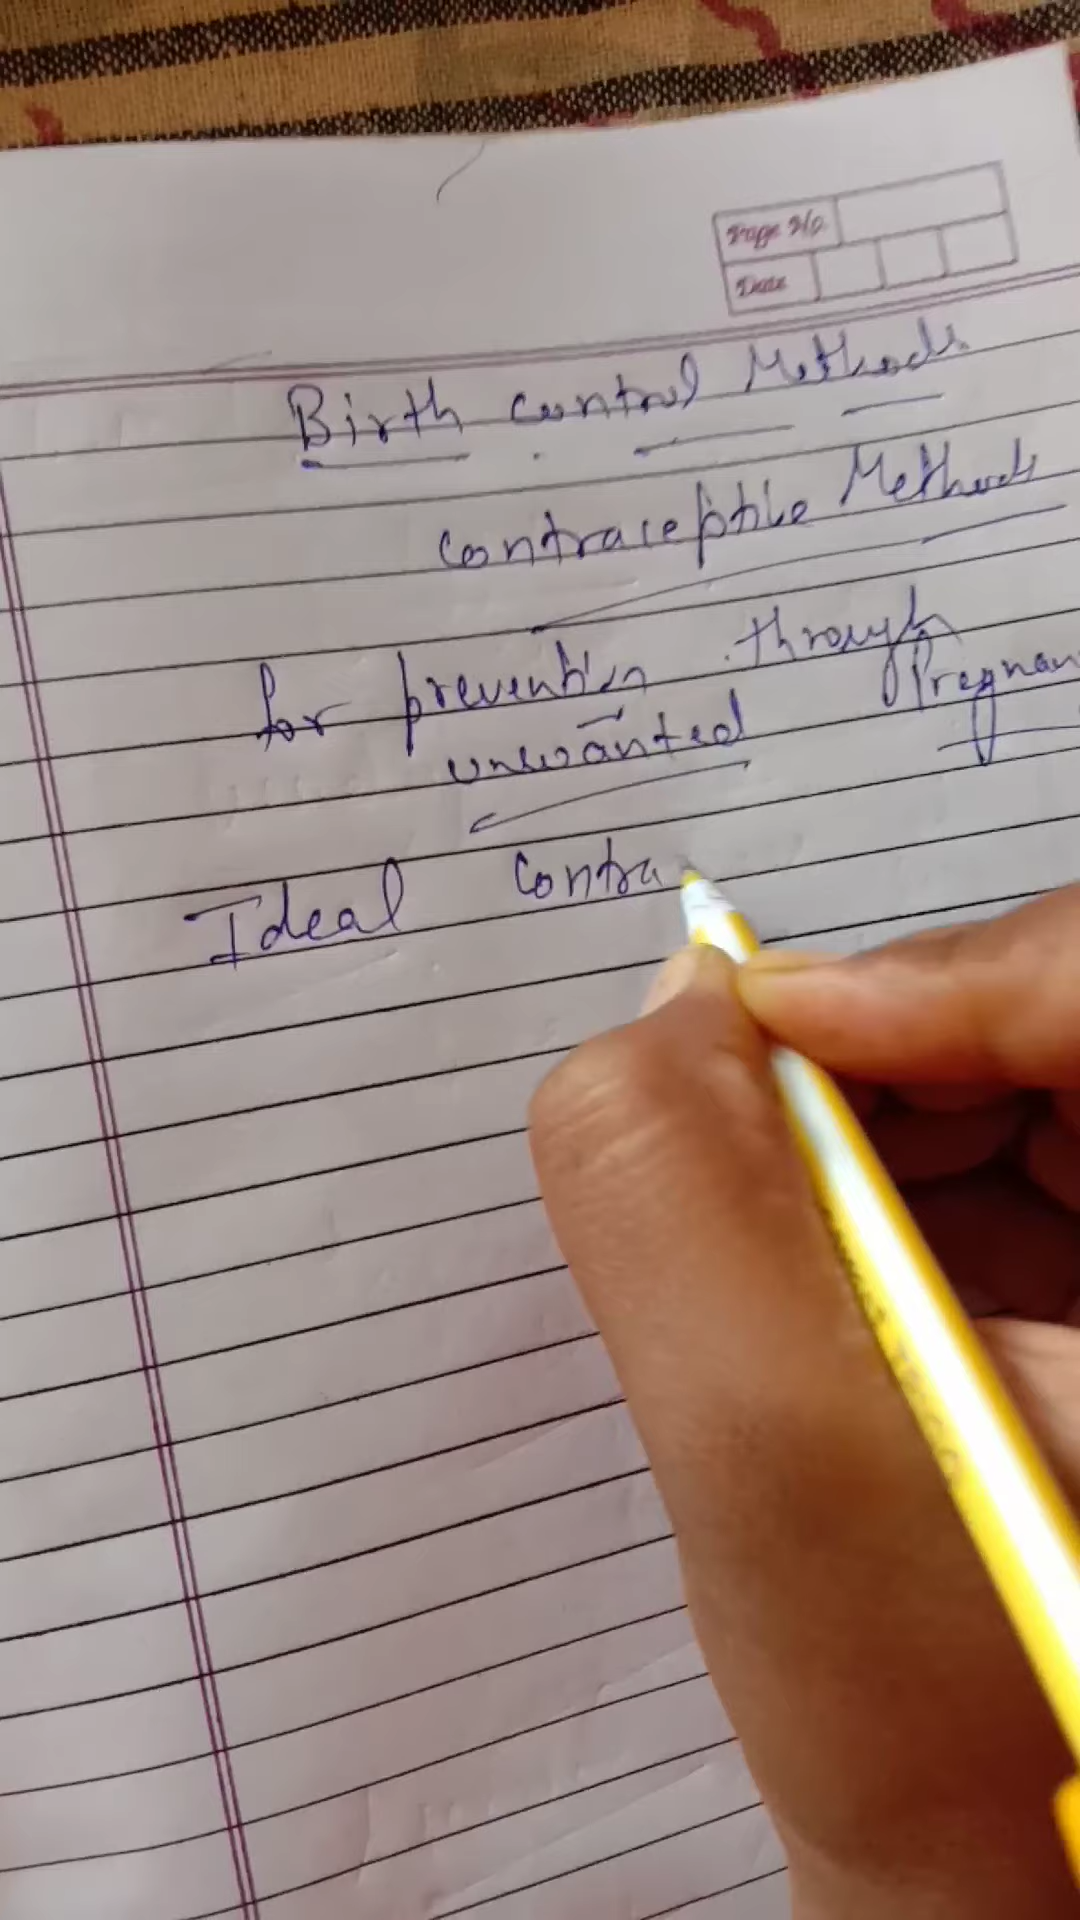 Page No.
Date
Birth control Methods
contraceptive Methods
for prevention through
unwanted Pregnan
Ideal Contra